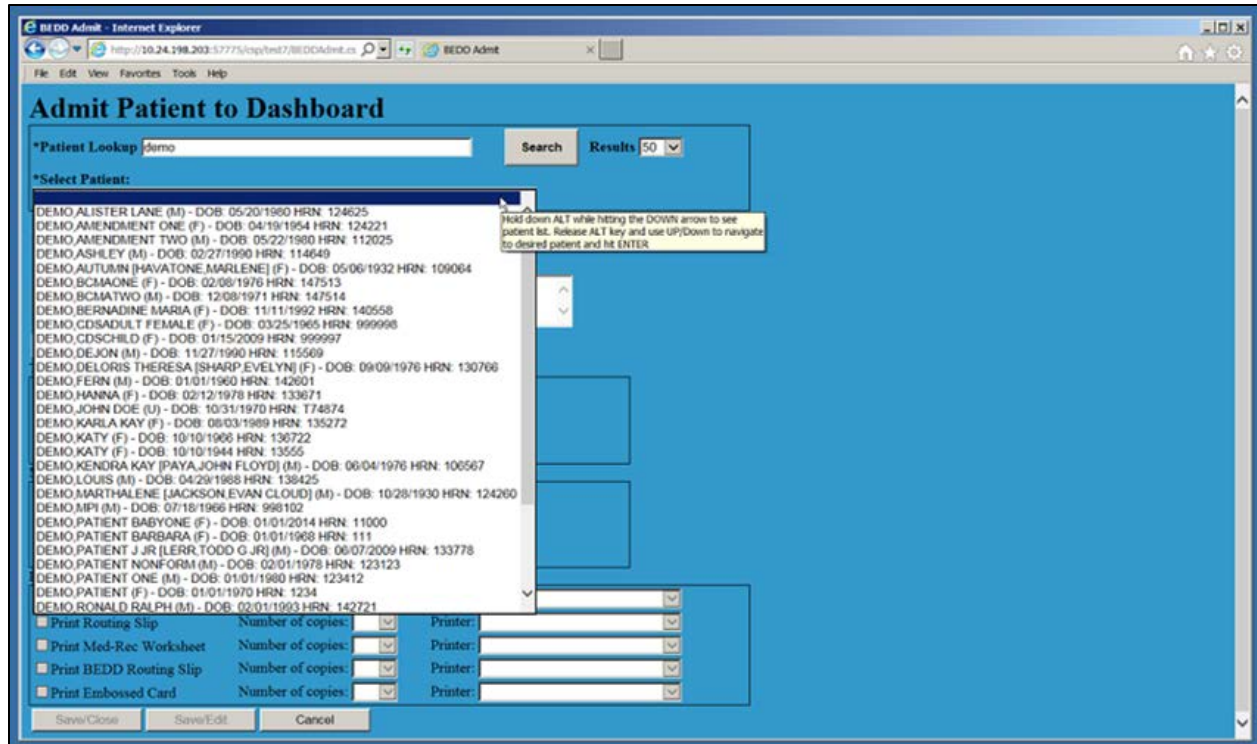 BEDD Admit - Internet Explorer
http://10.24.198.203:57775/csp/test7/BEDDAdmt.cs BEDD Admt
File Edit View Favorites Tools Help
Admit Patient to Dashboard
*Patient Lookup demo Search Results 50
*Select Patient:
Hold down ALT while hitting the DOWN arrow to see
patient list. Release ALT key and use UP/Down to navigate
to desired patient and hit ENTER
DEMO,ALISTER LANE (M) - DOB: 05/20/1980 HRN: 124625
DEMO,AMENDMENT ONE (F) - DOB: 04/19/1954 HRN: 124221
DEMO,AMENDMENT TWO (M) - DOB: 05/22/1980 HRN: 112025
DEMO,ASHLEY (M) - DOB: 02/27/1990 HRN: 114649
DEMO,AUTUMN [HAVATONE,MARLENE] (F) - DOB: 05/06/1932 HRN: 109064
DEMO,BCMAONE (F) - DOB: 02/08/1976 HRN: 147513
DEMO,BCMATWO (M) - DOB: 12/08/1971 HRN: 147514
DEMO,BERNADINE MARIA (F) - DOB: 11/11/1992 HRN: 140558
DEMO,CDSADULT FEMALE (F) - DOB: 03/25/1965 HRN: 999998
DEMO,CDSCHILD (F) - DOB: 01/15/2009 HRN: 999997
DEMO,DEJON (M) - DOB: 11/27/1990 HRN: 115569
DEMO,DELORIS THERESA [SHARP,EVELYN] (F) - DOB: 09/09/1976 HRN: 130766
DEMO,FERN (M) - DOB: 01/01/1960 HRN: 142601
DEMO,HANNA (F) - DOB: 02/12/1978 HRN: 133671
DEMO,JOHN DOE (U) - DOB: 10/31/1970 HRN: T74874
DEMO,KARLA KAY (F) - DOB: 08/03/1989 HRN: 135272
DEMO,KATY (F) - DOB: 10/10/1966 HRN: 136722
DEMO,KATY (F) - DOB: 10/10/1944 HRN: 13555
DEMO,KENDRA KAY [PAYA,JOHN FLOYD] (M) - DOB: 06/04/1976 HRN: 106567
DEMO,LOUIS (M) - DOB: 04/29/1988 HRN: 138425
DEMO,MARTHALENE [JACKSON,EVAN CLOUD] (M) - DOB: 10/28/1930 HRN: 124260
DEMO,MPI (M) - DOB: 07/18/1966 HRN: 998102
DEMO,PATIENT BABYONE (F) - DOB: 01/01/2014 HRN: 11000
DEMO,PATIENT BARBARA (F) - DOB: 01/01/1968 HRN: 111
DEMO,PATIENT J JR [LERR,TODD G JR] (M) - DOB: 06/07/2009 HRN: 133778
DEMO,PATIENT NONFORM (M) - DOB: 02/01/1978 HRN: 123123
DEMO,PATIENT ONE (M) - DOB: 01/01/1980 HRN: 123412
DEMO,PATIENT (F) - DOB: 01/01/1970 HRN: 1234
DEMO,RONALD RALPH (M) - DOB: 02/01/1993 HRN: 142721
Print Routing Slip Number of copies: Printer:
Print Med-Rec Worksheet Number of copies: Printer:
Print BEDD Routing Slip Number of copies: Printer:
Print Embossed Card Number of copies: Printer:
Save/Close Save/Edit Cancel